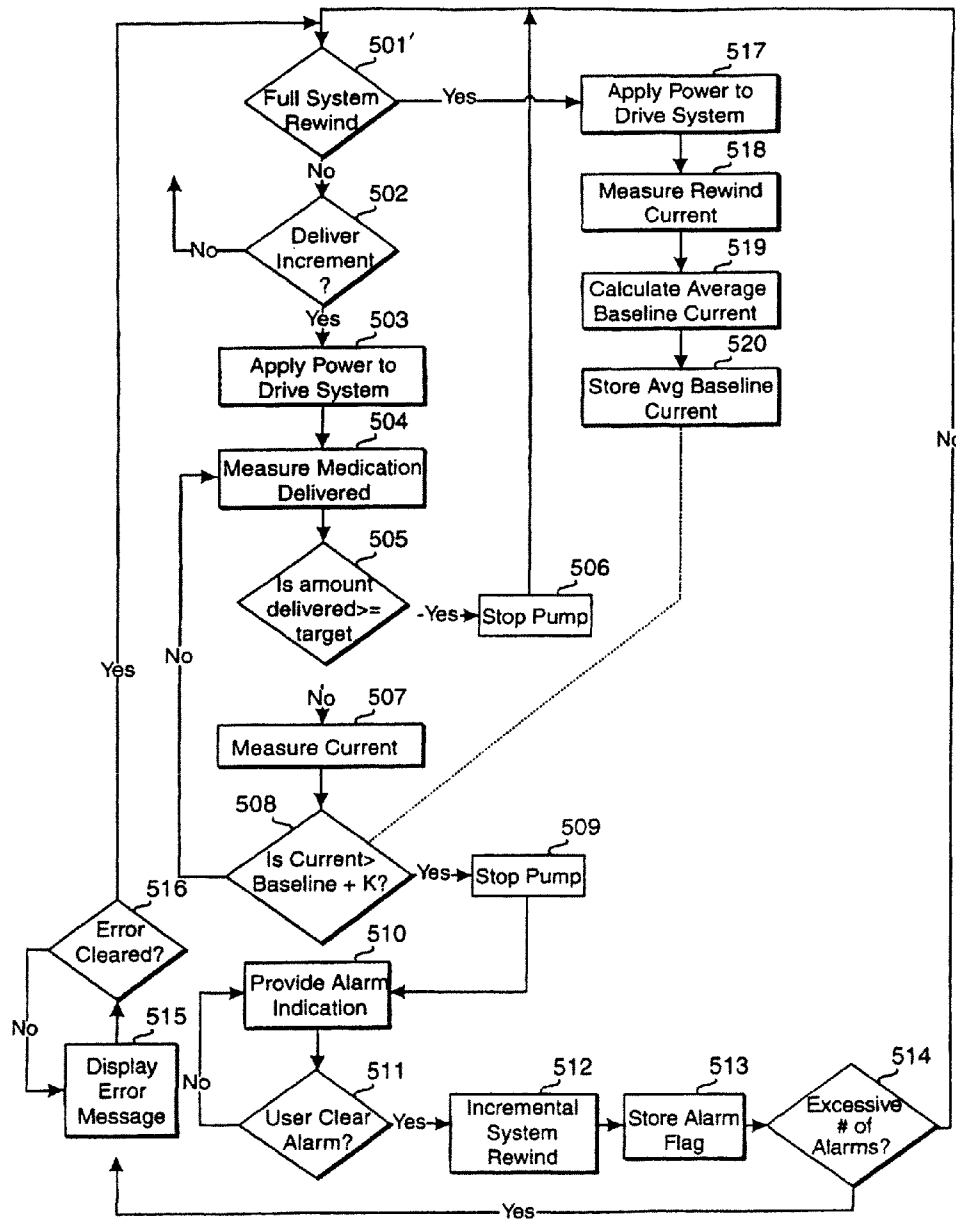 501'
Full System
Rewind
Yes
No
517
Apply Power to
Drive System
518
Measure Rewind
Current
502
Deliver
Increment
?
No
Yes
519
Calculate Average
Baseline Current
503
Apply Power to
Drive System
520
Store Avg Baseline
Current
504
Measure Medication
Delivered
No
505
Is amount
delivered>=
target
Yes
506
Stop Pump
No
No
Yes
507
Measure Current
508
Is Current>
Baseline + K?
Yes
509
Stop Pump
516
Error
Cleared?
No
510
Provide Alarm
Indication
515
Display
Error
Message
No
511
User Clear
Alarm?
Yes
512
Incremental
System
Rewind
513
Store Alarm
Flag
514
Excessive
# of
Alarms?
Yes